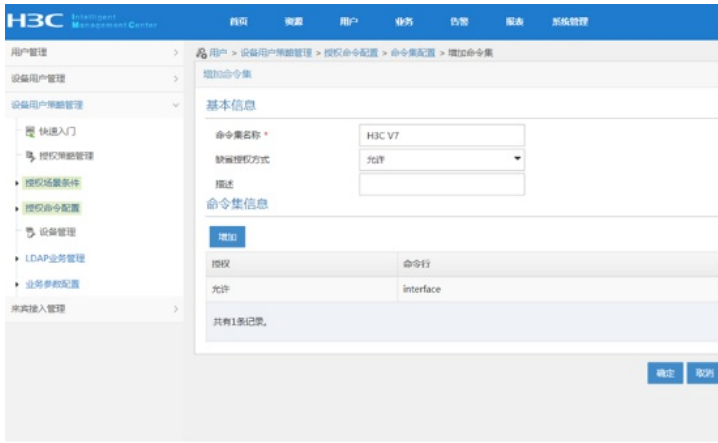 H3C Intelligent Management Center
首页 资源 用户 业务 告警 报表 系统管理
用户管理
设备用户管理
设备用户策略管理
快速入门
授权策略管理
授权场景条件
授权命令配置
设备管理
LDAP业务管理
业务参数配置
来宾接入管理
用户 > 设备用户策略管理 > 授权命令配置 > 命令集配置 > 增加命令集
增加命令集
基本信息
命令集名称 * H3C V7
缺省授权方式 允许
描述
命令集信息
增加
授权 命令行
允许 interface
共有1条记录。
确定 取消